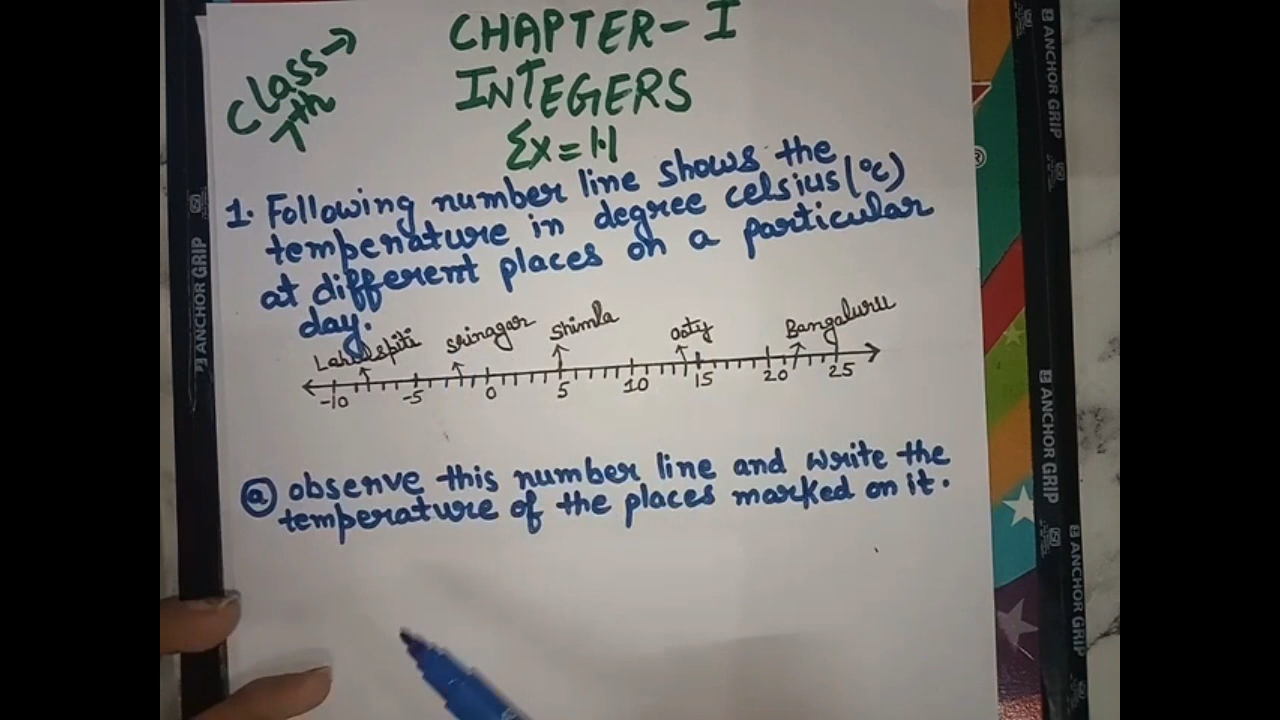 Class →
7th
CHAPTER - I
INTEGERS
Ex = 1.1
1. Following number line shows the
tempenature in degree celsius (°c)
at different places on a particular
day.
Lahulspiti Srinagar Shimla Ooty Bangaluru
-10 -5 0 5 10 15 20 25
ⓐ observe this number line and write the
temperature of the places marked on it.
ANCHOR GRIP
ANCHOR GRIP
ANCHOR GRIP
ANCHOR GRIP
ANCHOR GRIP